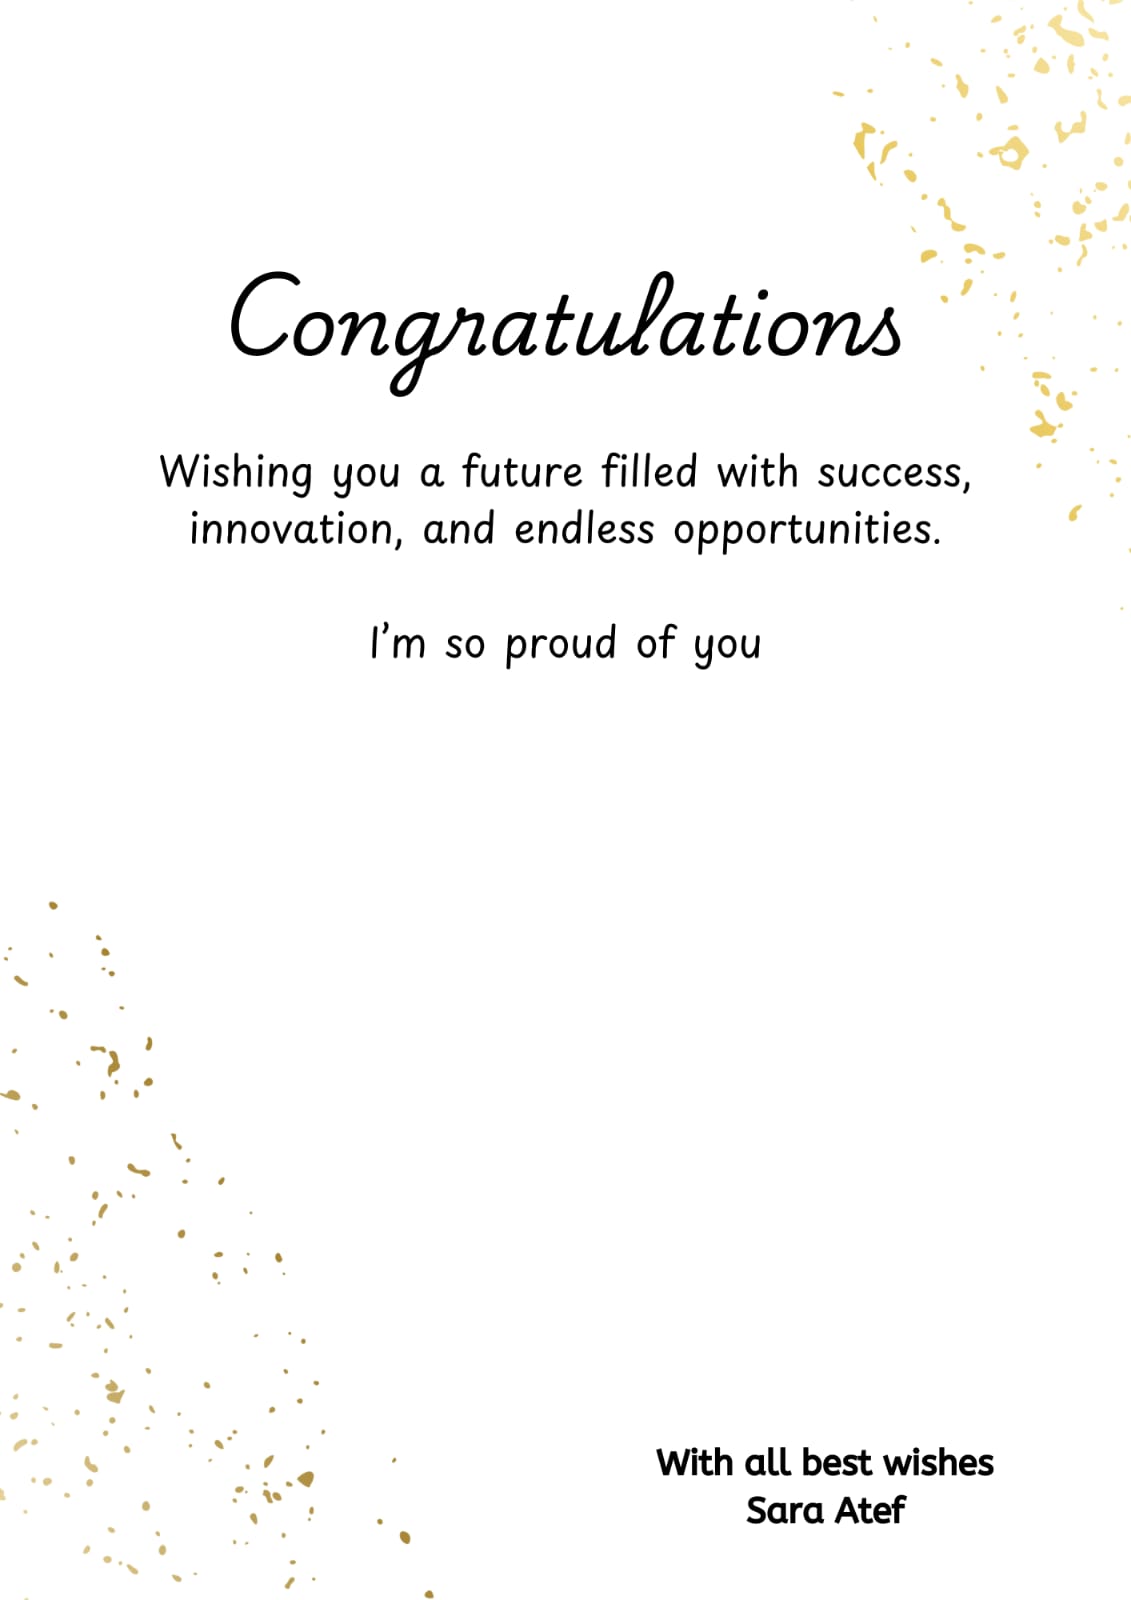 Congratulations
Wishing you a future filled with success,
innovation, and endless opportunities.
I’m so proud of you
With all best wishes
Sara Atef